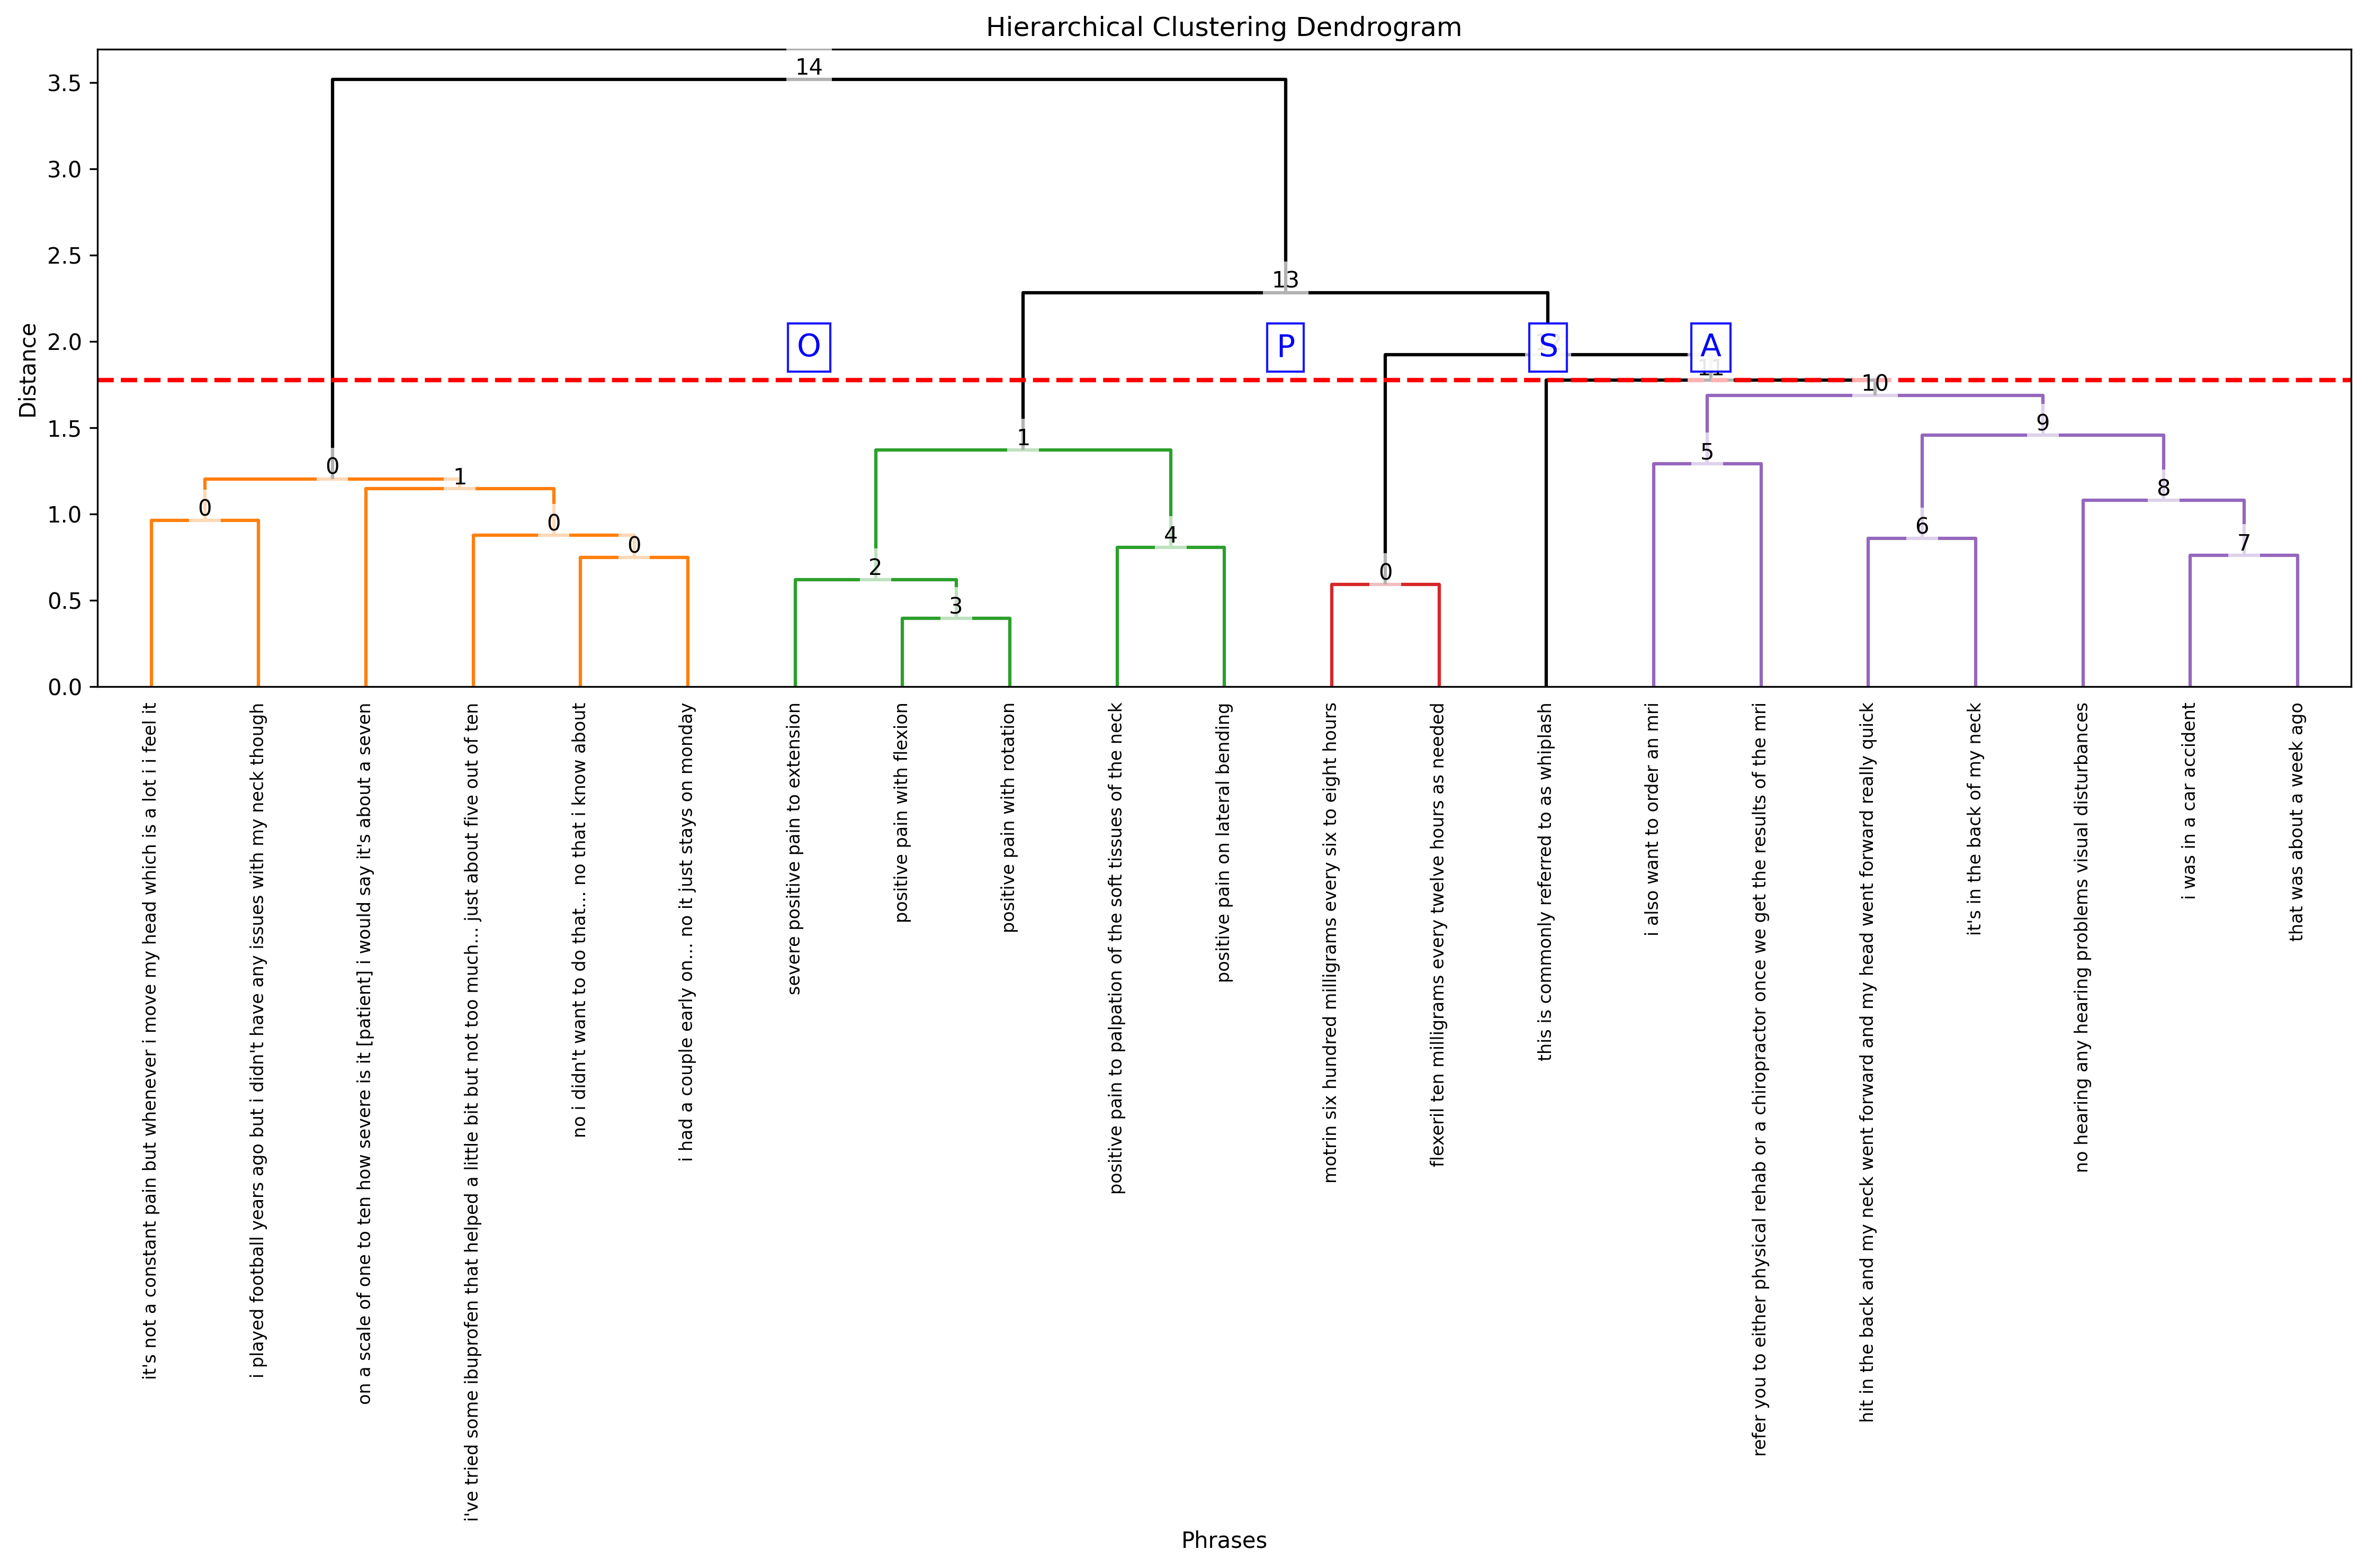 Hierarchical Clustering Dendrogram
14
3.5
3.0
2.5
13
2.0
O
P
S
A
11
10
1.5
9
1
5
0
1
8
1.0
0
0
6
4
0
7
2
0
0.5
3
0.0
Distance
it's not a constant pain but whenever i move my head which is a lot i i feel it
i played football years ago but i didn't have any issues with my neck though
on a scale of one to ten how severe is it [patient] i would say it's about a seven
i've tried some ibuprofen that helped a little bit but not too much... just about five out of ten
no i didn't want to do that... no that i know about
i had a couple early on... no it just stays on monday
severe positive pain to extension
positive pain with flexion
positive pain with rotation
positive pain to palpation of the soft tissues of the neck
positive pain on lateral bending
motrin six hundred milligrams every six to eight hours
flexeril ten milligrams every twelve hours as needed
this is commonly referred to as whiplash
i also want to order an mri
refer you to either physical rehab or a chiropractor once we get the results of the mri
hit in the back and my neck went forward and my head went forward really quick
it's in the back of my neck
no hearing any hearing problems visual disturbances
i was in a car accident
that was about a week ago
Phrases